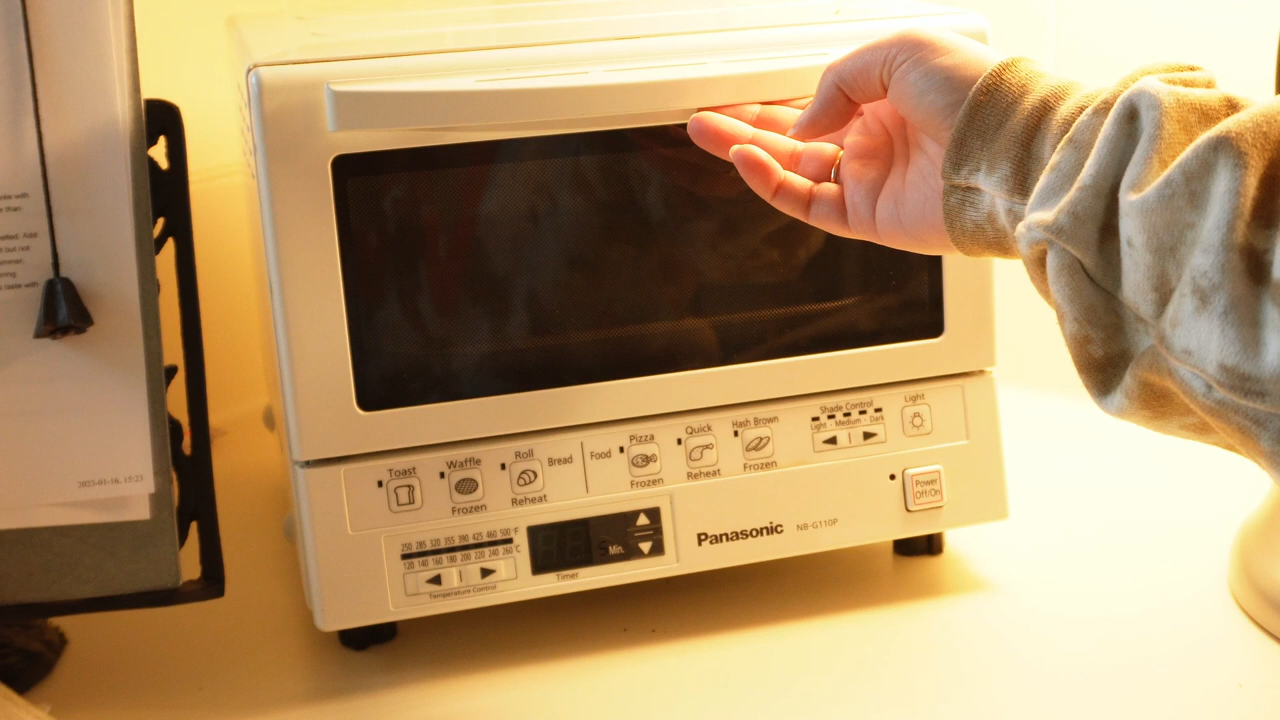 2023-01-16, 15:23
Toast
Waffle
Frozen
Roll
Reheat
Bread
Food
Pizza
Frozen
Quick
Reheat
Hash Brown
Frozen
Shade Control
Light · Medium · Dark
Light
Power
Off/On
250 285 320 355 390 425 460 500 °F
120 140 160 180 200 220 240 260 °C
Temperature Control
Min.
Timer
Panasonic
NB-G110P